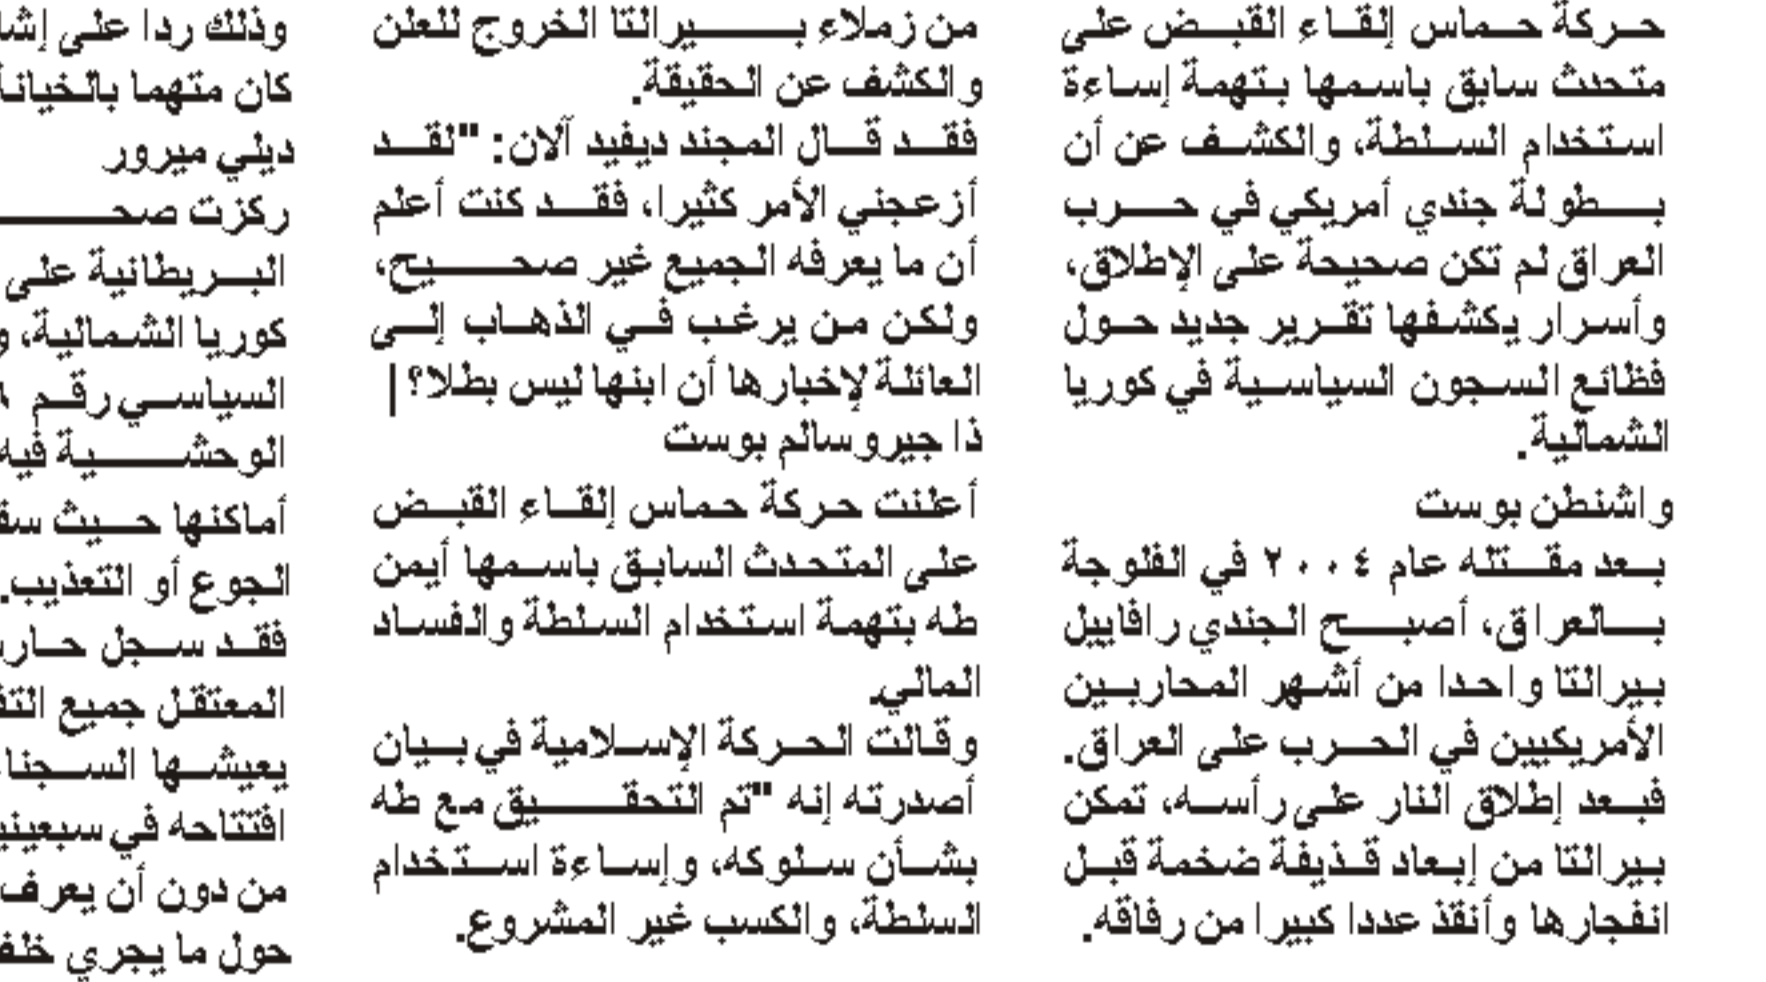 حركة حماس إلقاء القبض على
متحدث سابق باسمها بتهمة إساءة
استخدام السلطة، والكشف عن أن
بطولة جندي أمريكي في حرب
العراق لم تكن صحيحة على الإطلاق،
وأسرار يكشفها تقرير جديد حول
فظائع السجون السياسية في كوريا
الشمالية.
واشنطن بوست
بعد مقتله عام ٢٠٠٤ في الفلوجة
بالعراق، أصبح الجندي رافاييل
بيرالتا واحدا من أشهر المحاربين
الأمريكيين في الحرب على العراق.
فبعد إطلاق النار على رأسه، تمكن
بيرالتا من إبعاد قذيفة ضخمة قبل
انفجارها وأنقذ عددا كبيرا من رفاقه.
من زملاء بيرالتا الخروج للعلن
والكشف عن الحقيقة.
فقد قال المجند ديفيد آلان: "لقد
أزعجني الأمر كثيرا، فقد كنت أعلم
أن ما يعرفه الجميع غير صحيح،
ولكن من يرغب في الذهاب إلى
العائلة لإخبارها أن ابنها ليس بطلا؟|
ذا جيروسالم بوست
أعلنت حركة حماس إلقاء القبض
على المتحدث السابق باسمها أيمن
طه بتهمة استخدام السلطة والفساد
المالي.
وقالت الحركة الإسلامية في بيان
أصدرته إنه "تم التحقيق مع طه
بشأن سلوكه، وإساءة استخدام
السلطة، والكسب غير المشروع.
وذلك ردا على
كان متهما بالخيانة
ديلي ميرور
ركزت
البريطانية على
كوريا الشمالية،
السياسي رقم
الوحشية فيه
أماكنها حيث
الجوع أو التعذيب.
فقد سجل
المعتقل جميع
يعيشها
افتتاحه في
من دون أن يعرف
حول ما يجري